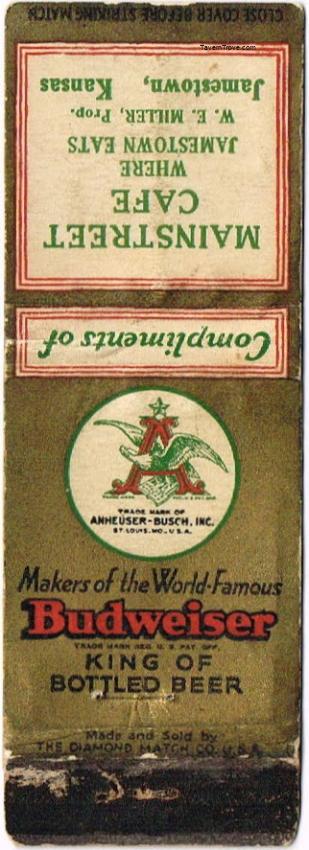 CLOSE COVER BEFORE STRIKING MATCH
TavernTrove.com
MAINSTREET
CAFE
WHERE
JAMESTOWN EATS
W. E. MILLER, Prop.
Jamestown, Kansas
Compliments of
A
TRADE MARK OF
ANHEUSER-BUSCH, INC.
ST. LOUIS, MO., U.S.A.
Makers of the World-Famous
Budweiser
TRADE MARK REG. U. S. PAT. OFF.
KING OF
BOTTLED BEER
Made and Sold by
THE DIAMOND MATCH CO. U.S.A.